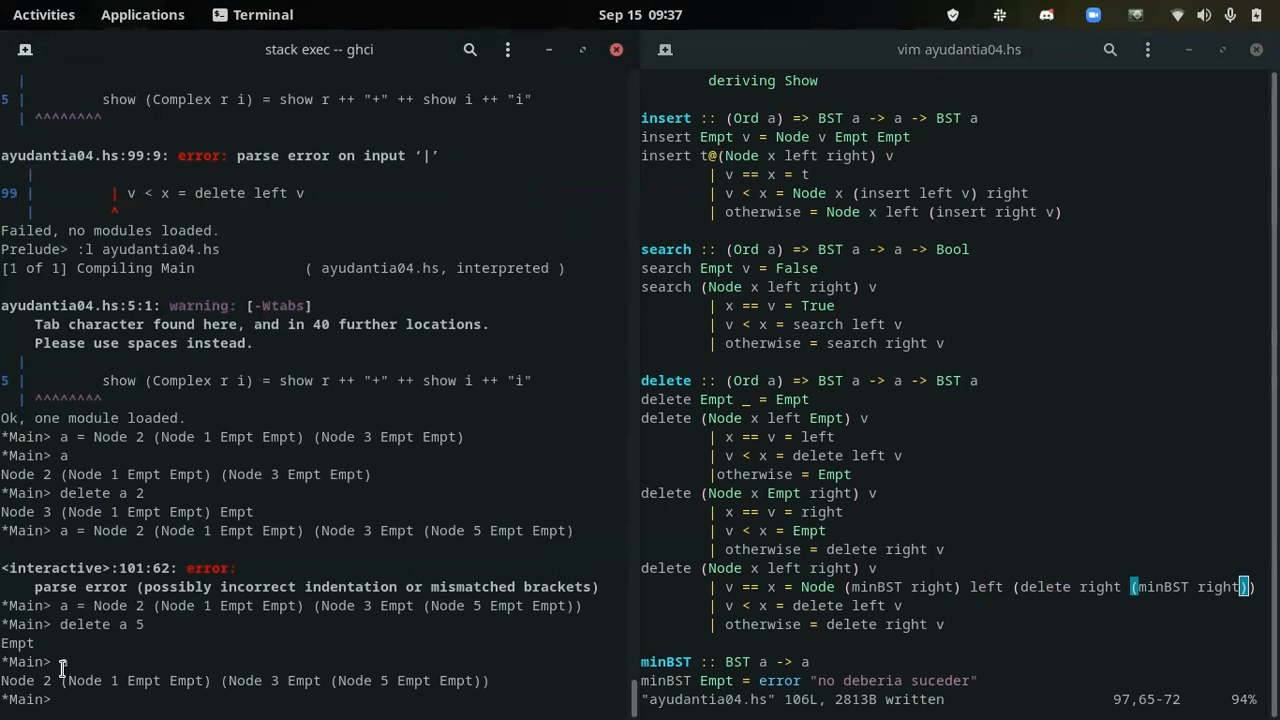 Activities Applications Terminal Sep 15 09:37
stack exec -- ghci
|
5 | show (Complex r i) = show r ++ "+" ++ show i ++ "i"
| ^^^^^^^^
ayudantia04.hs:99:9: error: parse error on input ‘|’
|
99 | | v < x = delete left v
| ^
Failed, no modules loaded.
Prelude> :l ayudantia04.hs
[1 of 1] Compiling Main ( ayudantia04.hs, interpreted )
ayudantia04.hs:5:1: warning: [-Wtabs]
Tab character found here, and in 40 further locations.
Please use spaces instead.
|
5 | show (Complex r i) = show r ++ "+" ++ show i ++ "i"
| ^^^^^^^^
Ok, one module loaded.
*Main> a = Node 2 (Node 1 Empt Empt) (Node 3 Empt Empt)
*Main> a
Node 2 (Node 1 Empt Empt) (Node 3 Empt Empt)
*Main> delete a 2
Node 3 (Node 1 Empt Empt) Empt
*Main> a = Node 2 (Node 1 Empt Empt) (Node 3 Empt (Node 5 Empt Empt)
<interactive>:101:62: error:
parse error (possibly incorrect indentation or mismatched brackets)
*Main> a = Node 2 (Node 1 Empt Empt) (Node 3 Empt (Node 5 Empt Empt))
*Main> delete a 5
Empt
*Main> a
Node 2 (Node 1 Empt Empt) (Node 3 Empt (Node 5 Empt Empt))
*Main>
vim ayudantia04.hs
deriving Show
insert :: (Ord a) => BST a -> a -> BST a
insert Empt v = Node v Empt Empt
insert t@(Node x left right) v
| v == x = t
| v < x = Node x (insert left v) right
| otherwise = Node x left (insert right v)
search :: (Ord a) => BST a -> a -> Bool
search Empt v = False
search (Node x left right) v
| x == v = True
| v < x = search left v
| otherwise = search right v
delete :: (Ord a) => BST a -> a -> BST a
delete Empt _ = Empt
delete (Node x left Empt) v
| x == v = left
| v < x = delete left v
|otherwise = Empt
delete (Node x Empt right) v
| x == v = right
| v < x = Empt
| otherwise = delete right v
delete (Node x left right) v
| v == x = Node (minBST right) left (delete right (minBST right))
| v < x = delete left v
| otherwise = delete right v
minBST :: BST a -> a
minBST Empt = error "no deberia suceder"
"ayudantia04.hs" 106L, 2813B written 97,65-72 94%